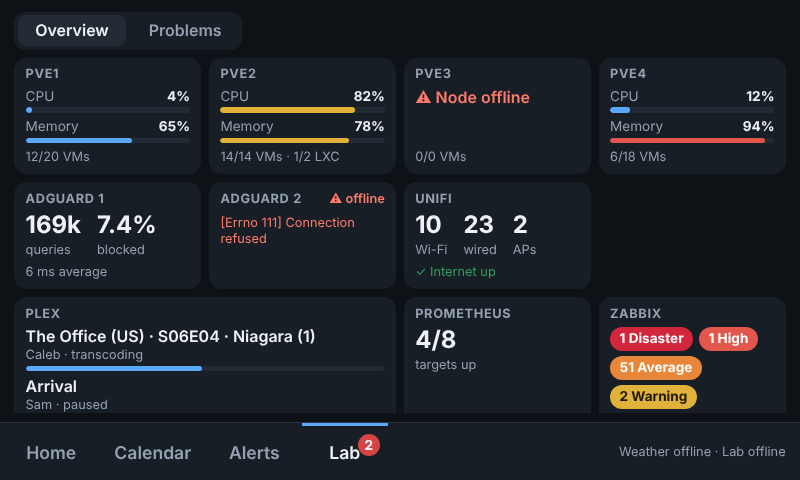 Overview Problems
PVE1
CPU 4%
Memory 65%
12/20 VMs
PVE2
CPU 82%
Memory 78%
14/14 VMs · 1/2 LXC
PVE3
Node offline
0/0 VMs
PVE4
CPU 12%
Memory 94%
6/18 VMs
ADGUARD 1
169k 7.4%
queries blocked
6 ms average
ADGUARD 2 offline
[Errno 111] Connection
refused
UNIFI
10 23 2
Wi-Fi wired APs
✓ Internet up
PLEX
The Office (US) · S06E04 · Niagara (1)
Caleb · transcoding
Arrival
Sam · paused
PROMETHEUS
4/8
targets up
ZABBIX
1 Disaster 1 High
51 Average
2 Warning
Home Calendar Alerts Lab 2
Weather offline · Lab offline